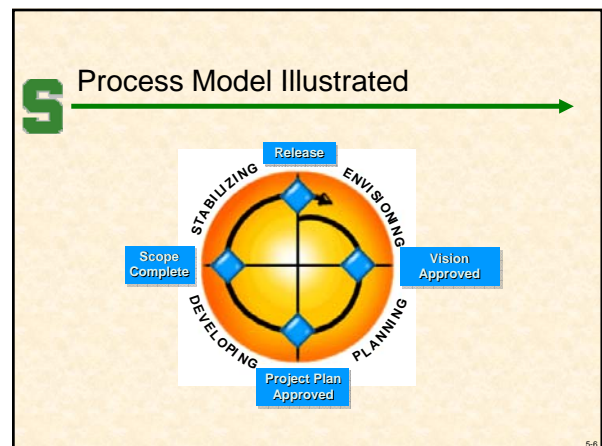 S
Process Model Illustrated
Release
STABILIZING
ENVISIONING
Scope
Complete
Vision
Approved
DEVELOPING
PLANNING
Project Plan
Approved
5-6